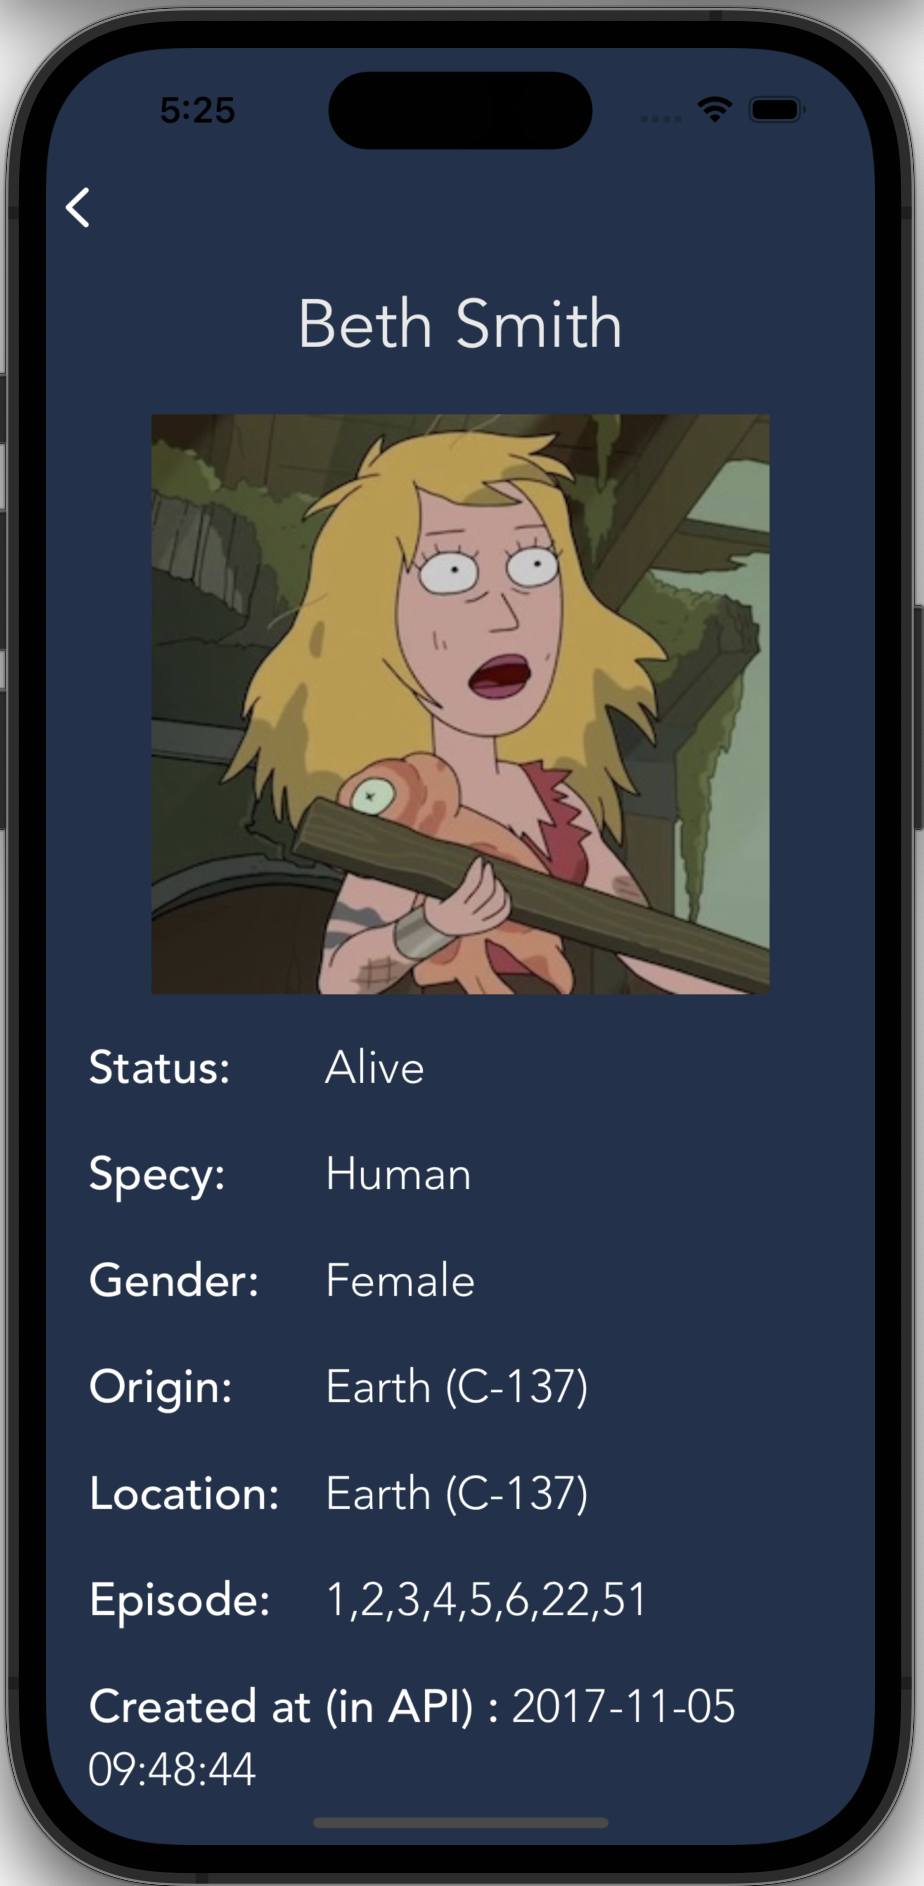 5:25
Beth Smith
Status: Alive
Specy: Human
Gender: Female
Origin: Earth (C-137)
Location: Earth (C-137)
Episode: 1,2,3,4,5,6,22,51
Created at (in API) : 2017-11-05
09:48:44